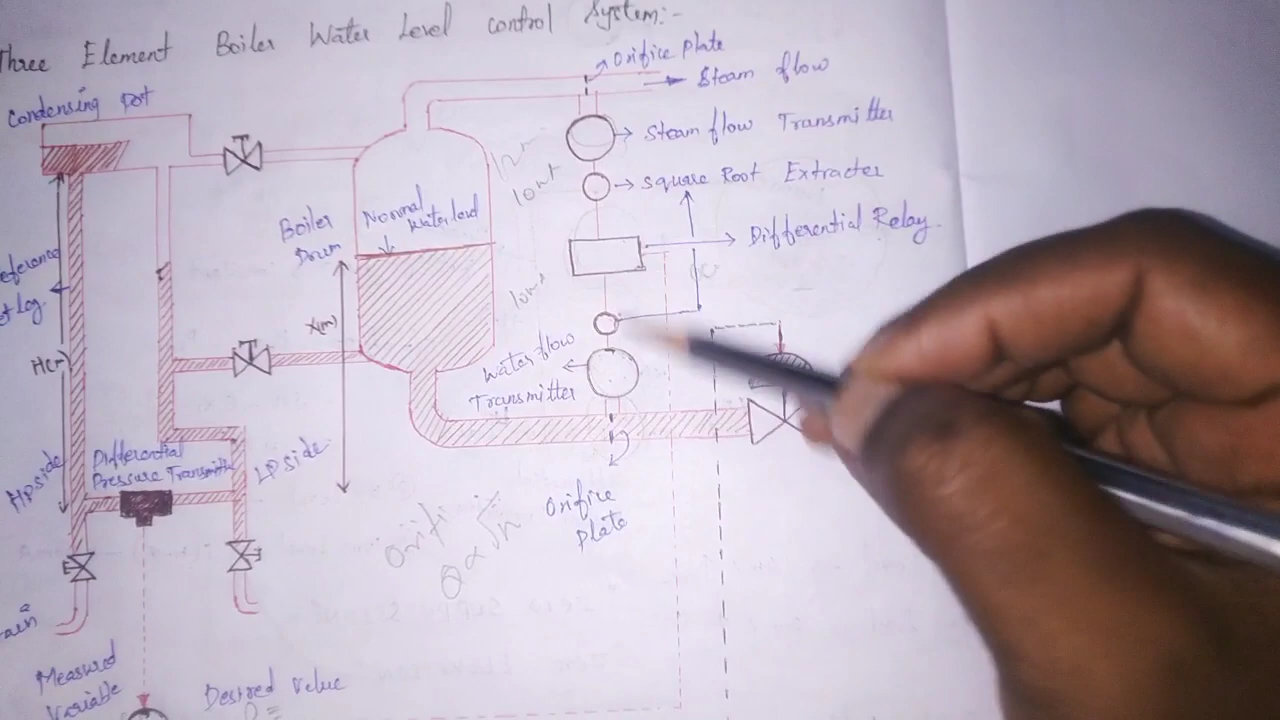 Three Element Boiler Water Level control System:-
Orifice plate
Steam flow
Condensing pot
Steam flow Transmitter
Square Root Extracter
Normal
Water level
Boiler
Drum
Differential Relay.
X(m)
H(m)
Water flow
Transmitter
HP side
Differential
Pressure Transmitter
LP side
Orifice
Plate
Orifi
Q ∝ √h
Measured
Variable
Desired Value